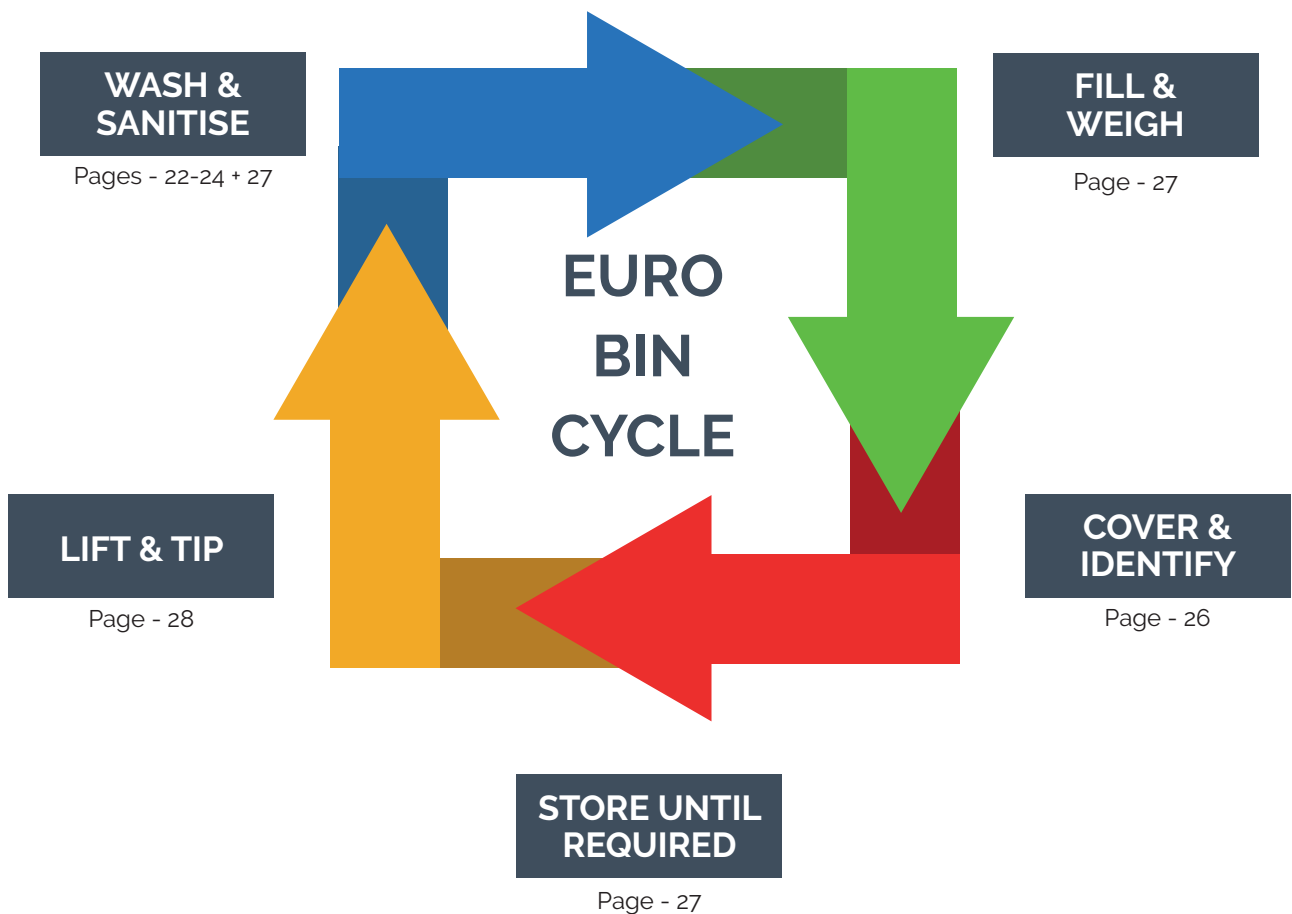 WASH &
SANITISE
Pages - 22-24 + 27
FILL &
WEIGH
Page - 27
EURO
BIN
CYCLE
LIFT & TIP
Page - 28
COVER &
IDENTIFY
Page - 26
STORE UNTIL
REQUIRED
Page - 27